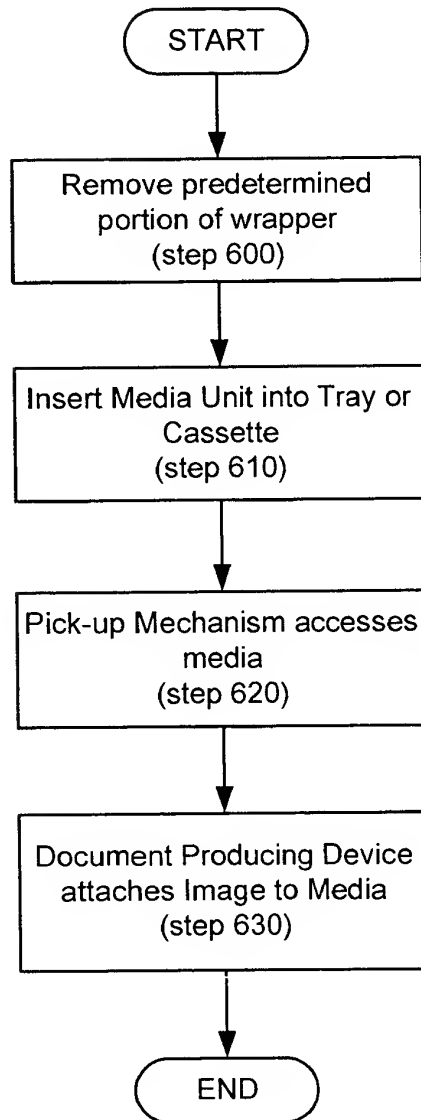 START
Remove predetermined
portion of wrapper
(step 600)
Insert Media Unit into Tray or
Cassette
(step 610)
Pick-up Mechanism accesses
media
(step 620)
Document Producing Device
attaches Image to Media
(step 630)
END